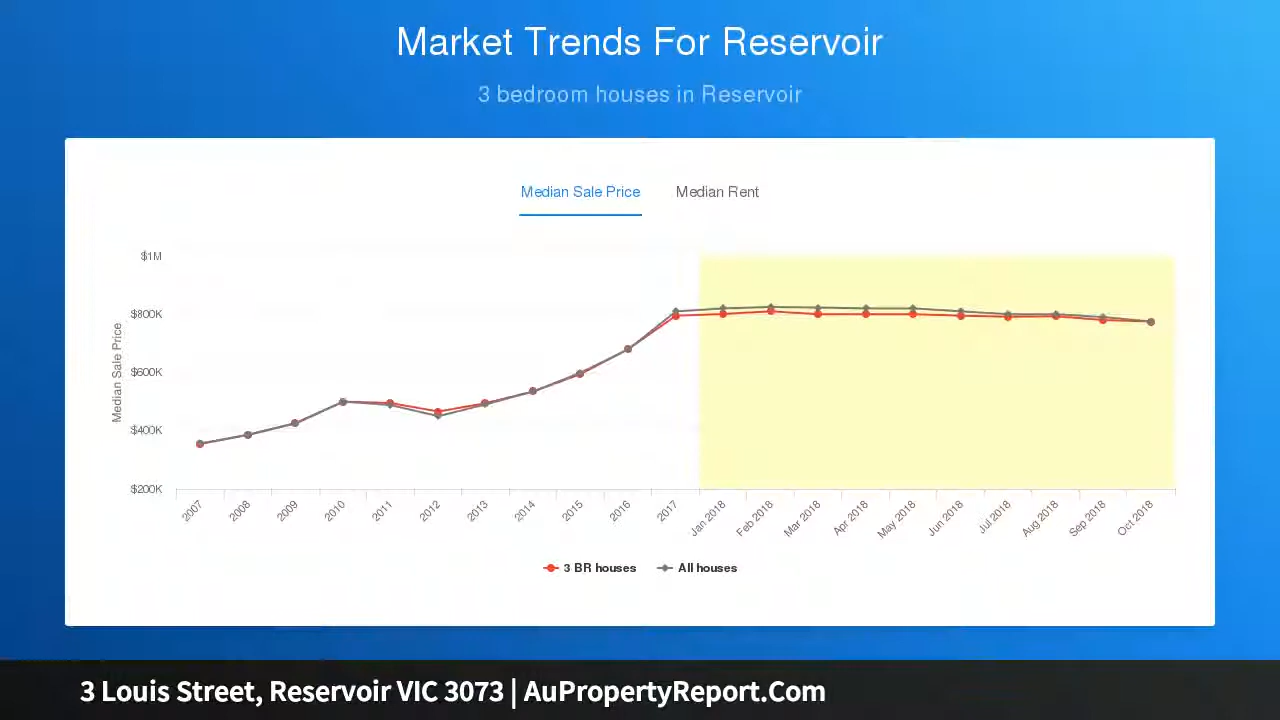 Market Trends For Reservoir
3 bedroom houses in Reservoir
Median Sale Price Median Rent
$1M
$800K
$600K
$400K
$200K
Median Sale Price
2007 2008 2009 2010 2011 2012 2013 2014 2015 2016 2017 Jan 2018 Feb 2018 Mar 2018 Apr 2018 May 2018 Jun 2018 Jul 2018 Aug 2018 Sep 2018 Oct 2018
3 BR houses All houses
3 Louis Street, Reservoir VIC 3073 | AuPropertyReport.Com